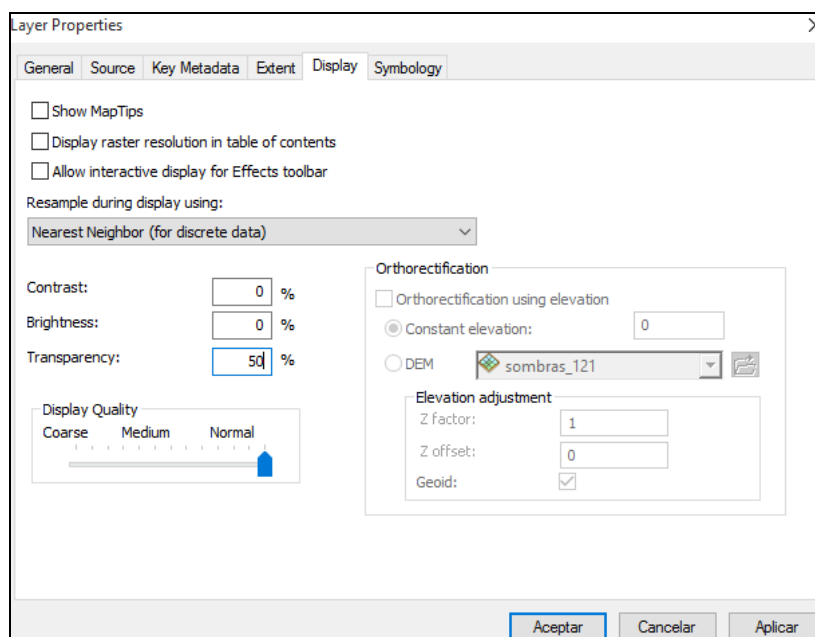 Layer Properties
General Source Key Metadata Extent Display Symbology
Show MapTips
Display raster resolution in table of contents
Allow interactive display for Effects toolbar
Resample during display using:
Nearest Neighbor (for discrete data)
Contrast: 0 %
Brightness: 0 %
Transparency: 50 %
Display Quality
Coarse Medium Normal
Orthorectification
Orthorectification using elevation
Constant elevation: 0
DEM sombras_121
Elevation adjustment
Z factor: 1
Z offset: 0
Geoid:
Aceptar Cancelar Aplicar